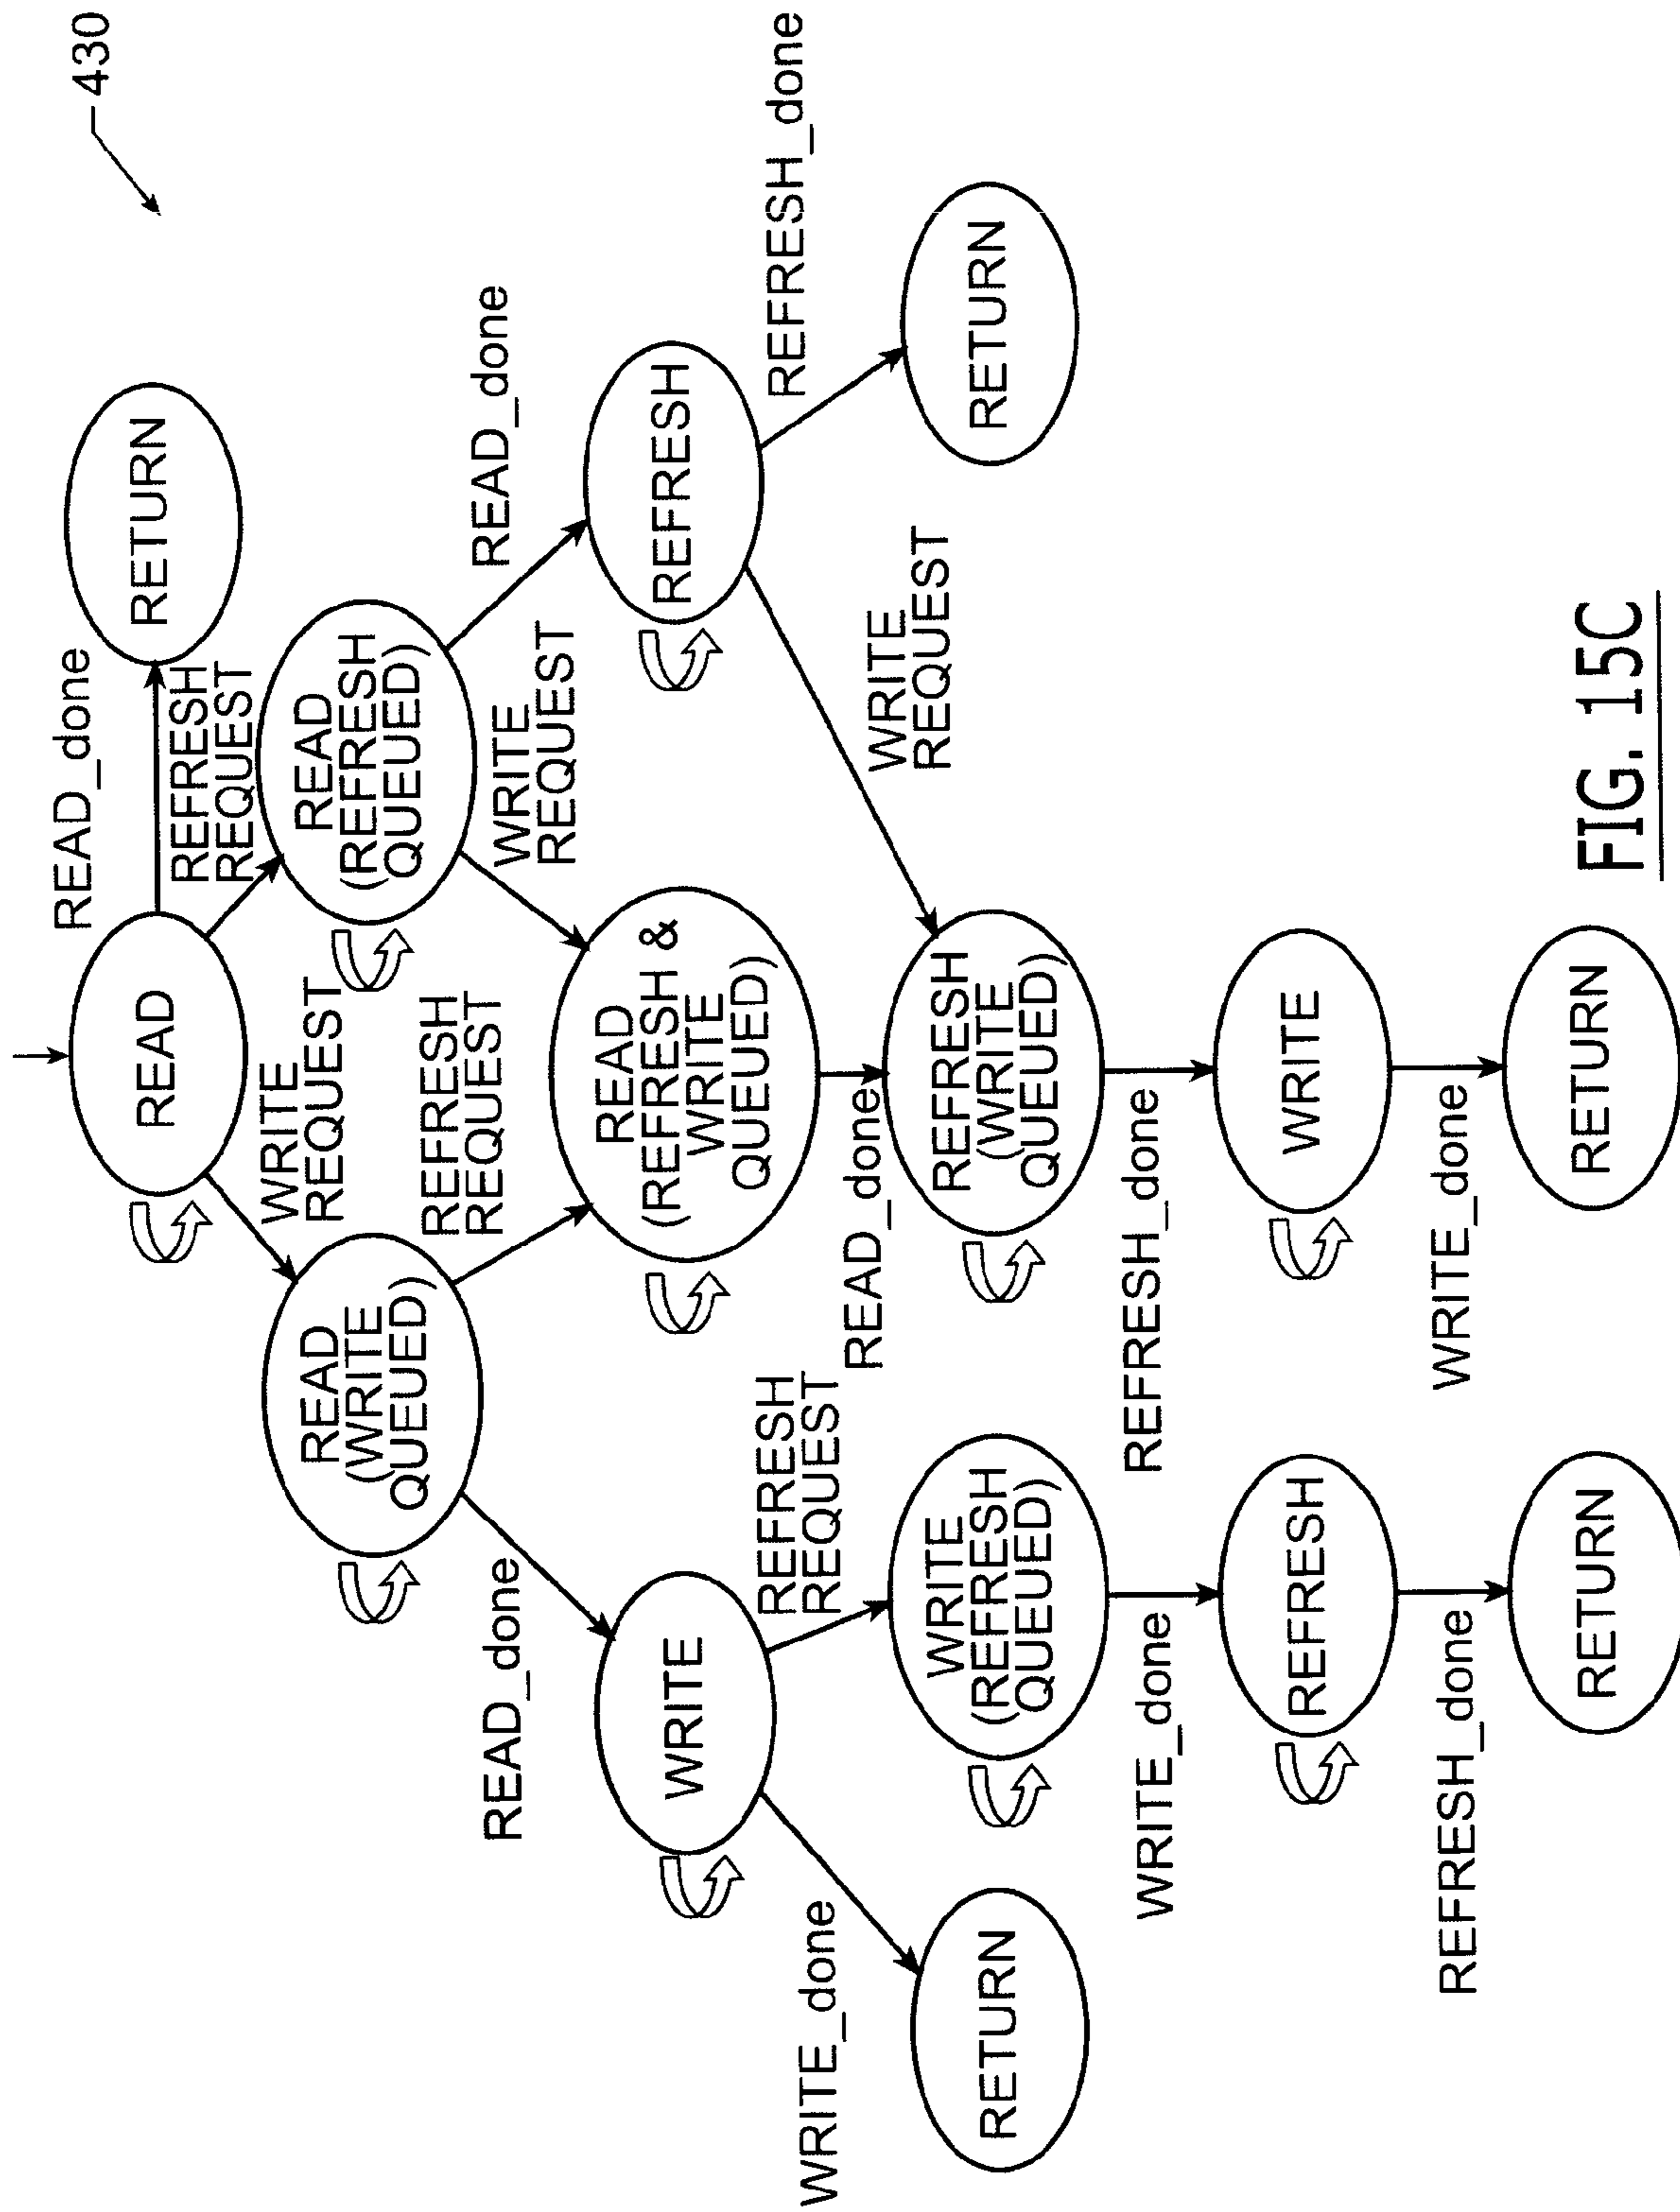 430
READ_done
READ
RETURN
REFRESH
REQUEST
WRITE
REQUEST
READ
(WRITE
QUEUED)
READ
(REFRESH
QUEUED)
REFRESH
REQUEST
WRITE
REQUEST
READ_done
READ_done
WRITE
READ
(REFRESH &
WRITE
QUEUED)
REFRESH
REFRESH_done
WRITE_done
REFRESH
REQUEST
READ_done
WRITE
REQUEST
RETURN
WRITE
(REFRESH
QUEUED)
REFRESH
(WRITE
QUEUED)
RETURN
WRITE_done
REFRESH_done
REFRESH
WRITE
REFRESH_done
WRITE_done
RETURN
RETURN
FIG. 15C